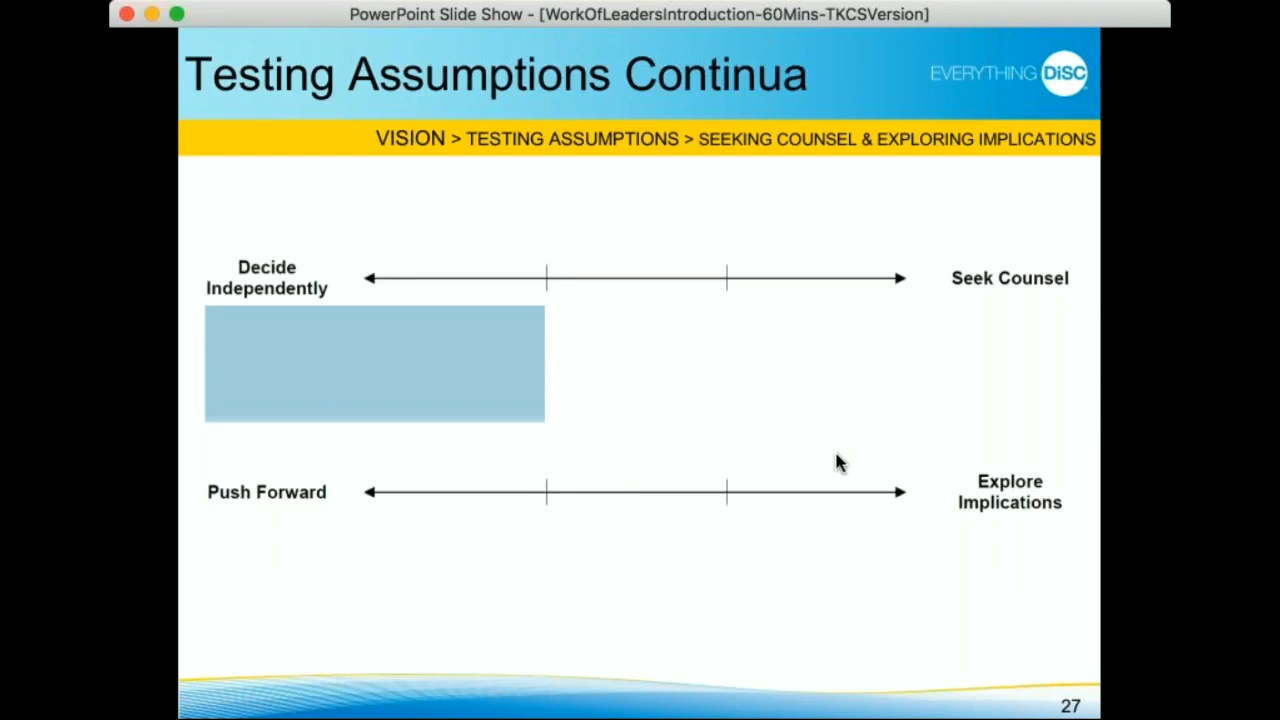 PowerPoint Slide Show - [WorkOfLeadersIntroduction-60Mins-TKCSVersion]
Testing Assumptions Continua
EVERYTHING DiSC
VISION > TESTING ASSUMPTIONS > SEEKING COUNSEL & EXPLORING IMPLICATIONS
Decide
Independently
Seek Counsel
Push Forward
Explore
Implications
27